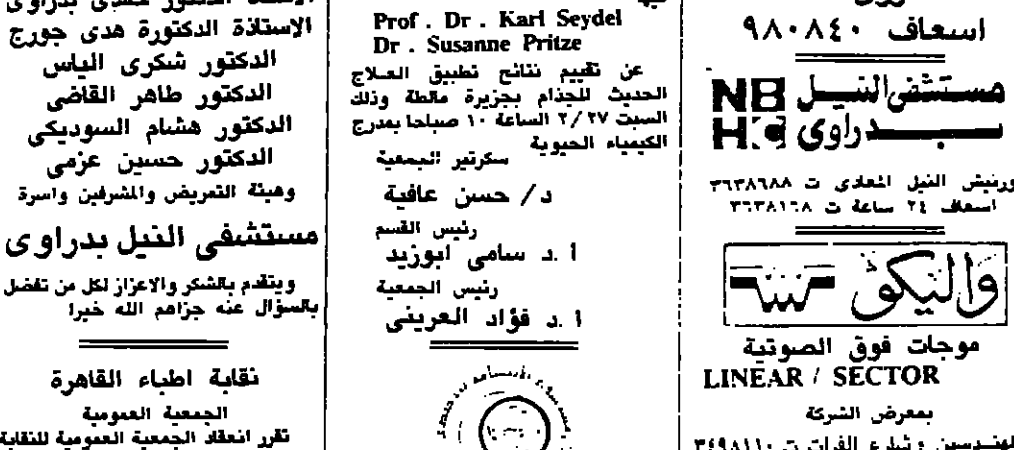 الاستاذة الدكتورة هدى جورج
الدكتور شكرى الياس
الدكتور طاهر القاضى
الدكتور هشام السوديكى
الدكتور حسين عزمى
وهيئة التمريض والمشرفين واسرة
مستشفى النيل بدراوى
ويتقدم بالشكر والاعزاز لكل من تفضل
بالسؤال عنه جزاهم الله خيرا
نقابة اطباء القاهرة
الجمعية العمومية
تقرر انعقاد الجمعية العمومية للنقابة
Prof . Dr . Karl Seydel
Dr . Susanne Pritze
عن تقييم نتائج تطبيق العلاج
الحديث للجذام بجزيرة مالطة وذلك
السبت ٢/٢٧ الساعة ١٠ صباحا بمدرج
الكيمياء الحيوية
سكرتير الجمعية
د/ حسن عافية
رئيس القسم
ا .د سامى ابوزيد
رئيس الجمعية
ا .د فؤاد العرينى
اسعاف ٩٨٠٨٤٠
مستشفى النيل
بدراوى
NB
H
ورنيش النيل المعادى ت ٣٦٣٨٦٨٨
اسعاف ٢٤ ساعة ت ٣٦٣٨١٦٨
واليكو
موجات فوق الصوتية
LINEAR / SECTOR
بمعرض الشركة
لهندسين وشارع الفرات ت ٣٤٩٨١١٠